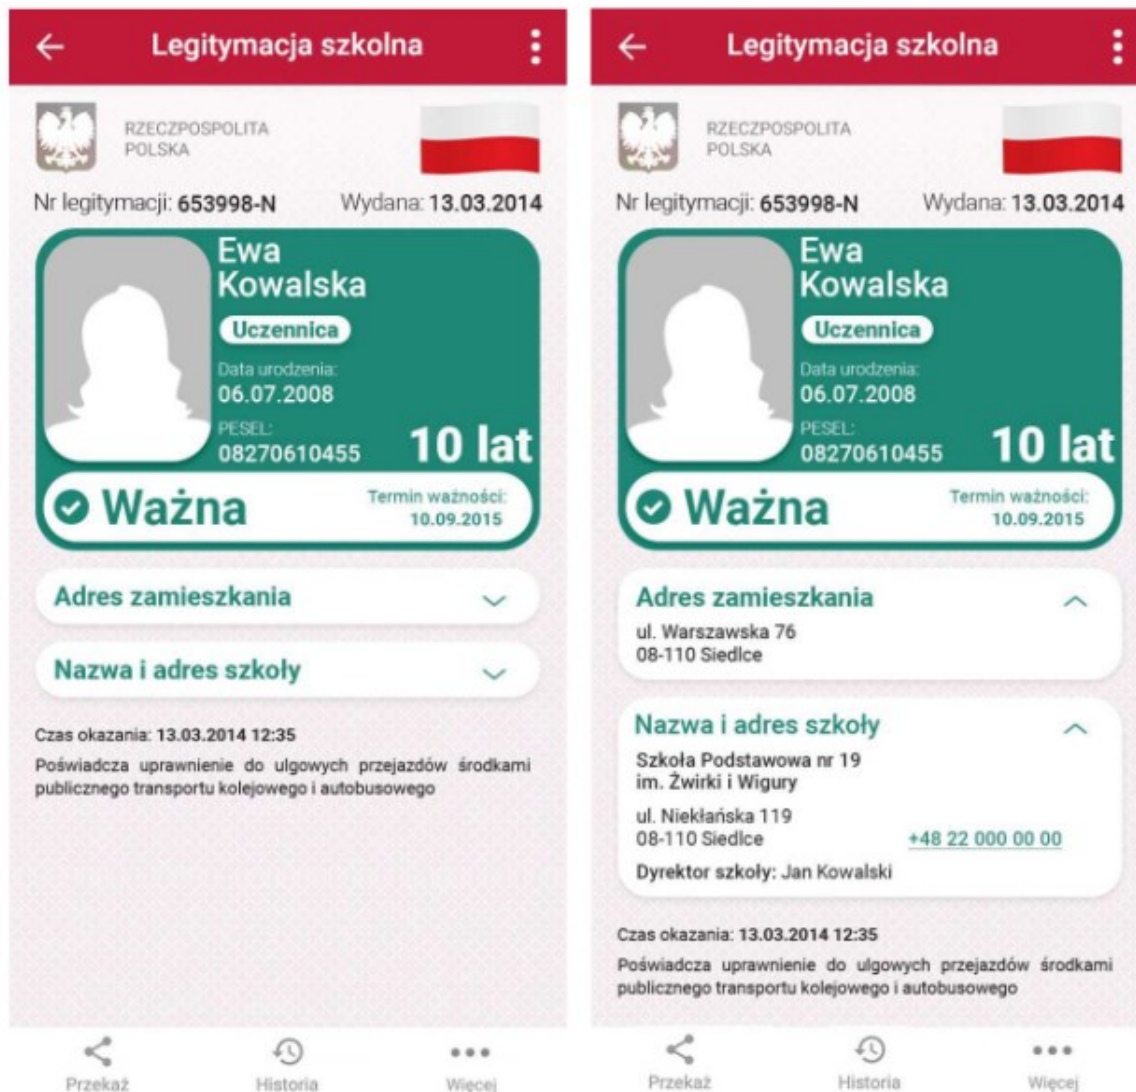 Legitymacja szkolna
RZECZPOSPOLITA
POLSKA
Nr legitymacji: 653998-N Wydana: 13.03.2014
Ewa
Kowalska
Uczennica
Data urodzenia:
06.07.2008
PESEL:
08270610455
10 lat
Ważna
Termin ważności:
10.09.2015
Adres zamieszkania
Nazwa i adres szkoły
Czas okazania: 13.03.2014 12:35
Poświadcza uprawnienie do ulgowych przejazdów środkami
publicznego transportu kolejowego i autobusowego
Przekaż Historia Więcej
Legitymacja szkolna
RZECZPOSPOLITA
POLSKA
Nr legitymacji: 653998-N Wydana: 13.03.2014
Ewa
Kowalska
Uczennica
Data urodzenia:
06.07.2008
PESEL:
08270610455
10 lat
Ważna
Termin ważności:
10.09.2015
Adres zamieszkania
ul. Warszawska 76
08-110 Siedlce
Nazwa i adres szkoły
Szkoła Podstawowa nr 19
im. Żwirki i Wigury
ul. Niekłańska 119
08-110 Siedlce +48 22 000 00 00
Dyrektor szkoły: Jan Kowalski
Czas okazania: 13.03.2014 12:35
Poświadcza uprawnienie do ulgowych przejazdów środkami
publicznego transportu kolejowego i autobusowego
Przekaż Historia Więcej